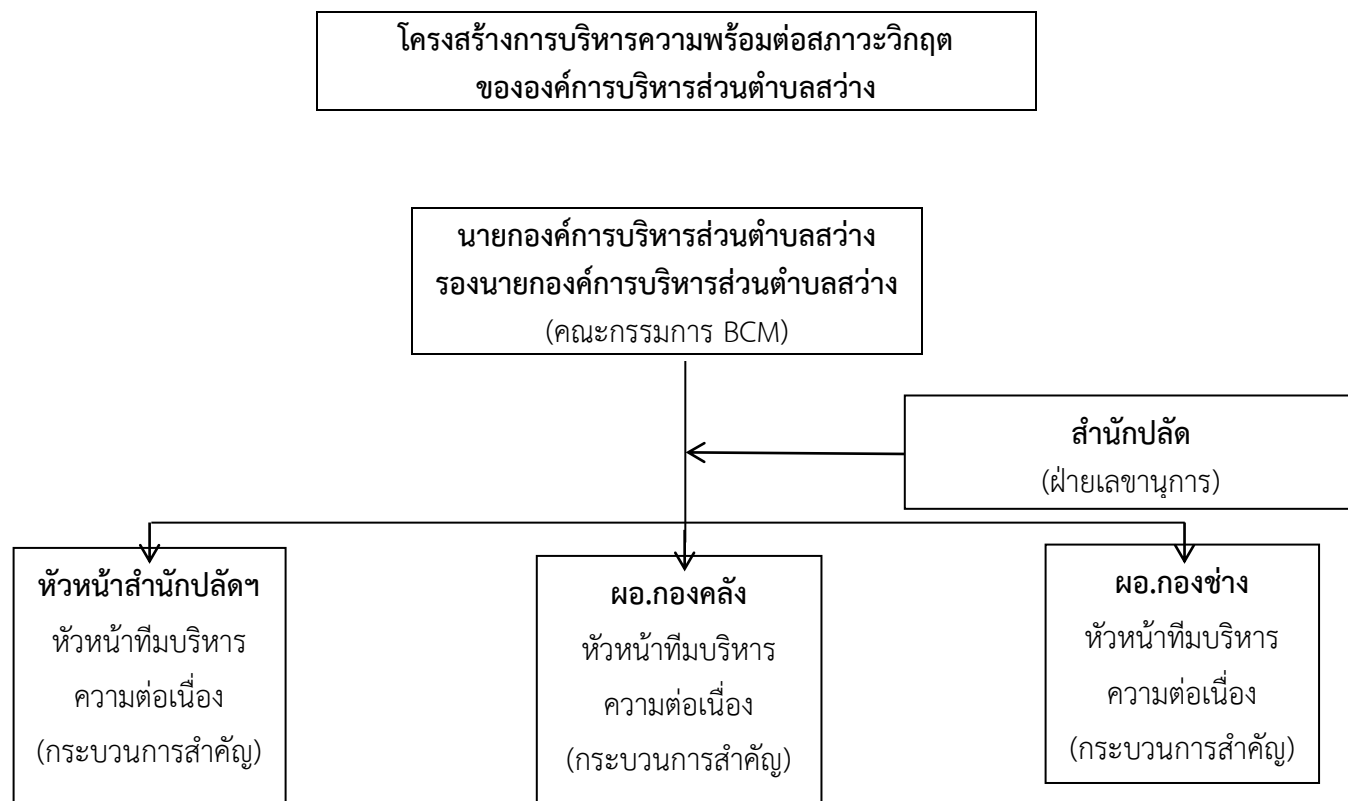 โครงสร้างการบริหารความพร้อมต่อสภาวะวิกฤต
ขององค์การบริหารส่วนตำบลสว่าง
นายกองค์การบริหารส่วนตำบลสว่าง
รองนายกองค์การบริหารส่วนตำบลสว่าง
(คณะกรรมการ BCM)
สำนักปลัด
(ฝ่ายเลขานุการ)
หัวหน้าสำนักปลัดฯ
หัวหน้าทีมบริหาร
ความต่อเนื่อง
(กระบวนการสำคัญ)
ผอ.กองคลัง
หัวหน้าทีมบริหาร
ความต่อเนื่อง
(กระบวนการสำคัญ)
ผอ.กองช่าง
หัวหน้าทีมบริหาร
ความต่อเนื่อง
(กระบวนการสำคัญ)